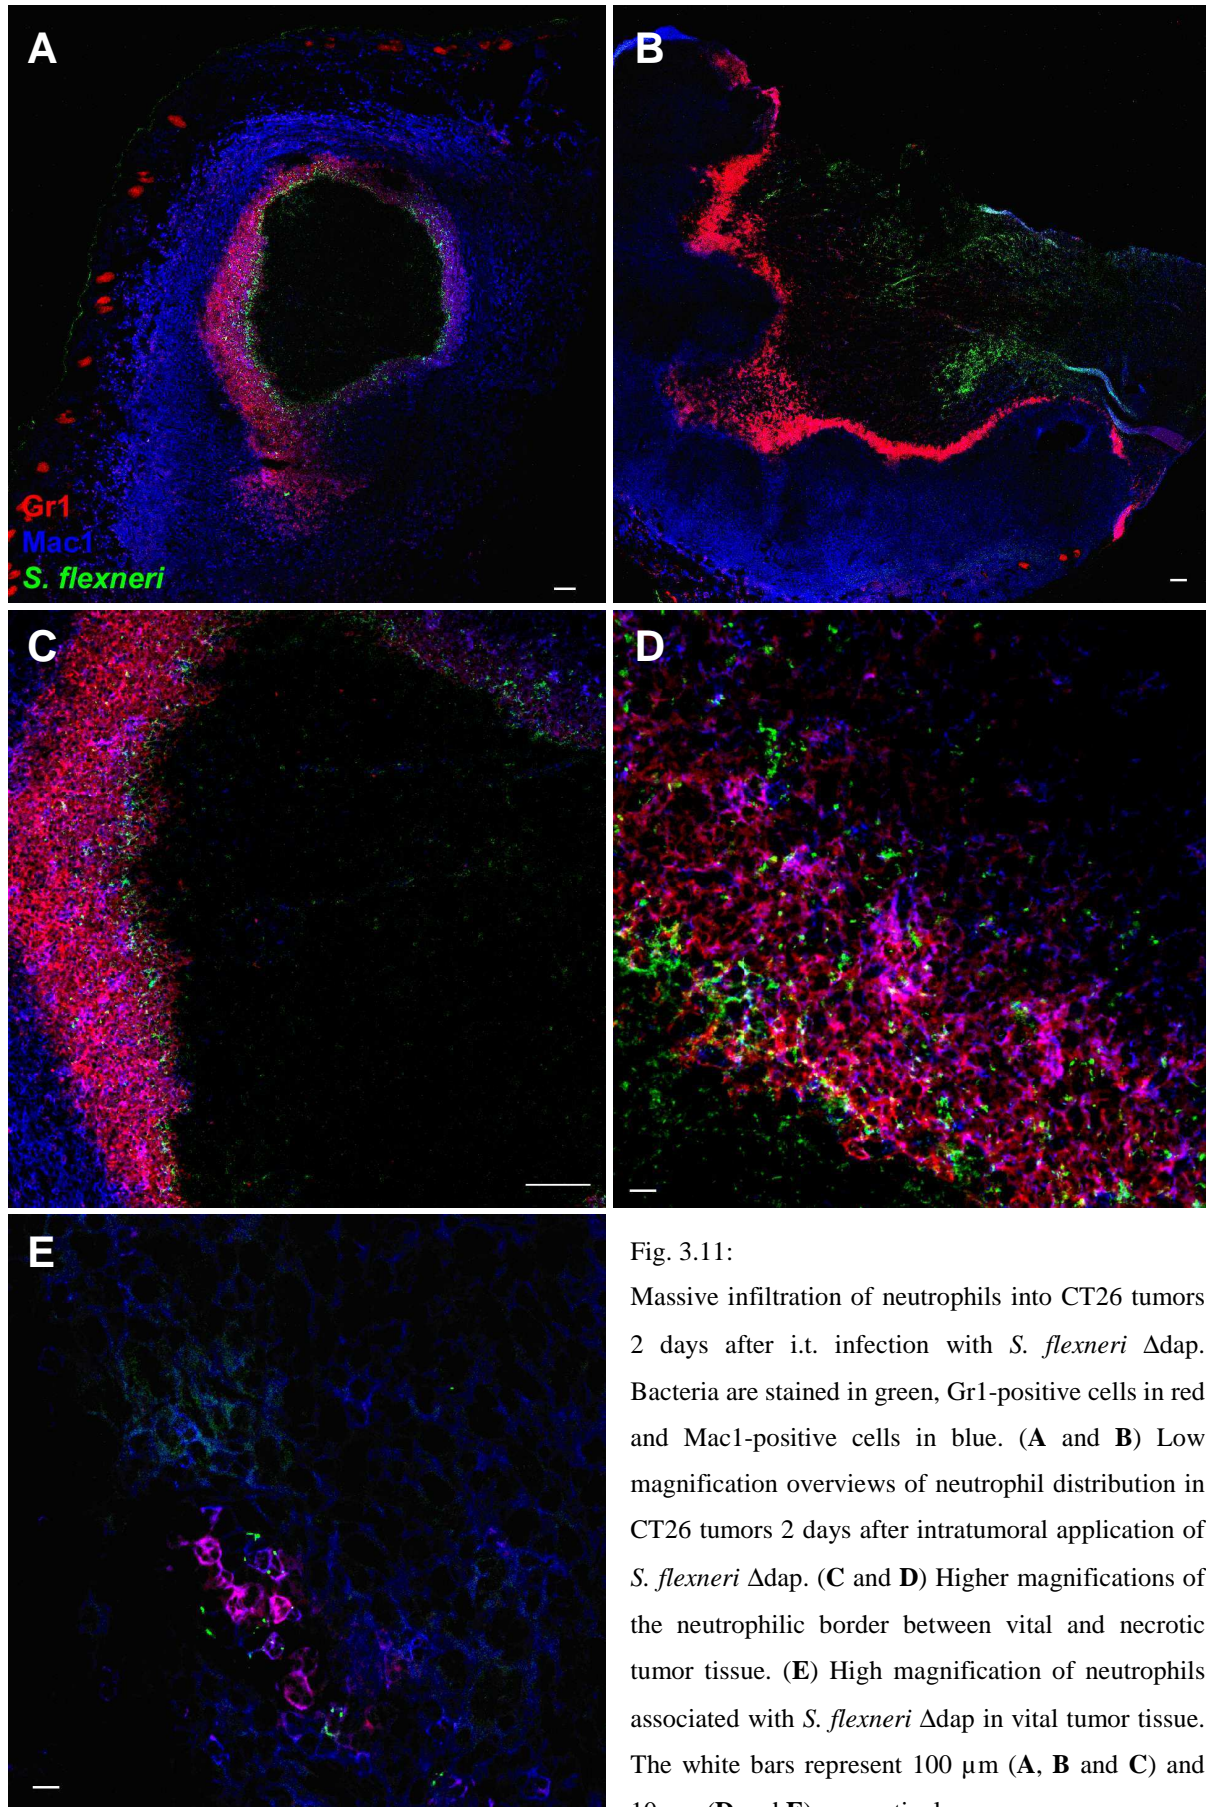 A
B
Gr1
Mac1
S. flexneri
C
D
E
Fig. 3.11:
Massive infiltration of neutrophils into CT26 tumors
2 days after i.t. infection with S. flexneri Δdap.
Bacteria are stained in green, Gr1-positive cells in red
and Mac1-positive cells in blue. (A and B) Low
magnification overviews of neutrophil distribution in
CT26 tumors 2 days after intratumoral application of
S. flexneri Δdap. (C and D) Higher magnifications of
the neutrophilic border between vital and necrotic
tumor tissue. (E) High magnification of neutrophils
associated with S. flexneri Δdap in vital tumor tissue.
The white bars represent 100 µm (A, B and C) and